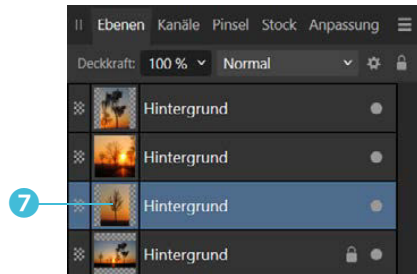 Ebenen Kanäle Pinsel Stock Anpassung
Deckkraft: 100 % Normal
Hintergrund
Hintergrund
7 Hintergrund
Hintergrund